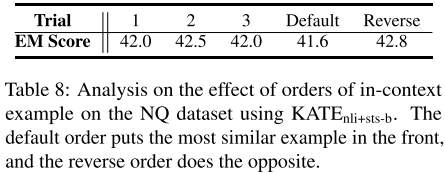 Trial 1 2 3 Default Reverse
EM Score 42.0 42.5 42.0 41.6 42.8
Table 8: Analysis on the effect of orders of in-context
example on the NQ dataset using KATEnli+sts-b. The
default order puts the most similar example in the front,
and the reverse order does the opposite.